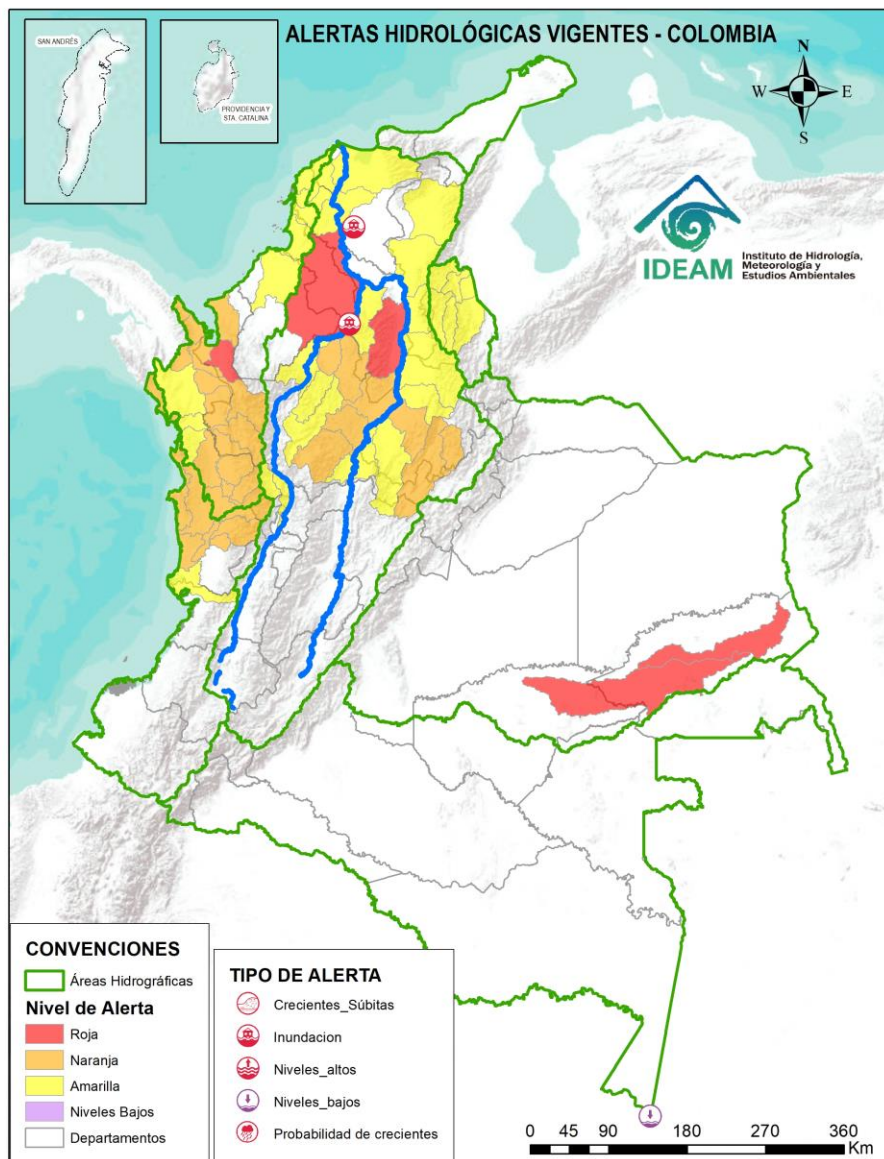 ALERTAS HIDROLÓGICAS VIGENTES - COLOMBIA
SAN ANDRÉS
PROVIDENCIA Y
STA. CATALINA
N
W
E
S
IDEAM
Instituto de Hidrología,
Meteorología y
Estudios Ambientales
CONVENCIONES
Áreas Hidrográficas
Nivel de Alerta
Roja
Naranja
Amarilla
Niveles Bajos
Departamentos
TIPO DE ALERTA
Crecientes_Súbitas
Inundacion
Niveles_altos
Niveles_bajos
Probabilidad de crecientes
0 45 90 180 270 360
Km